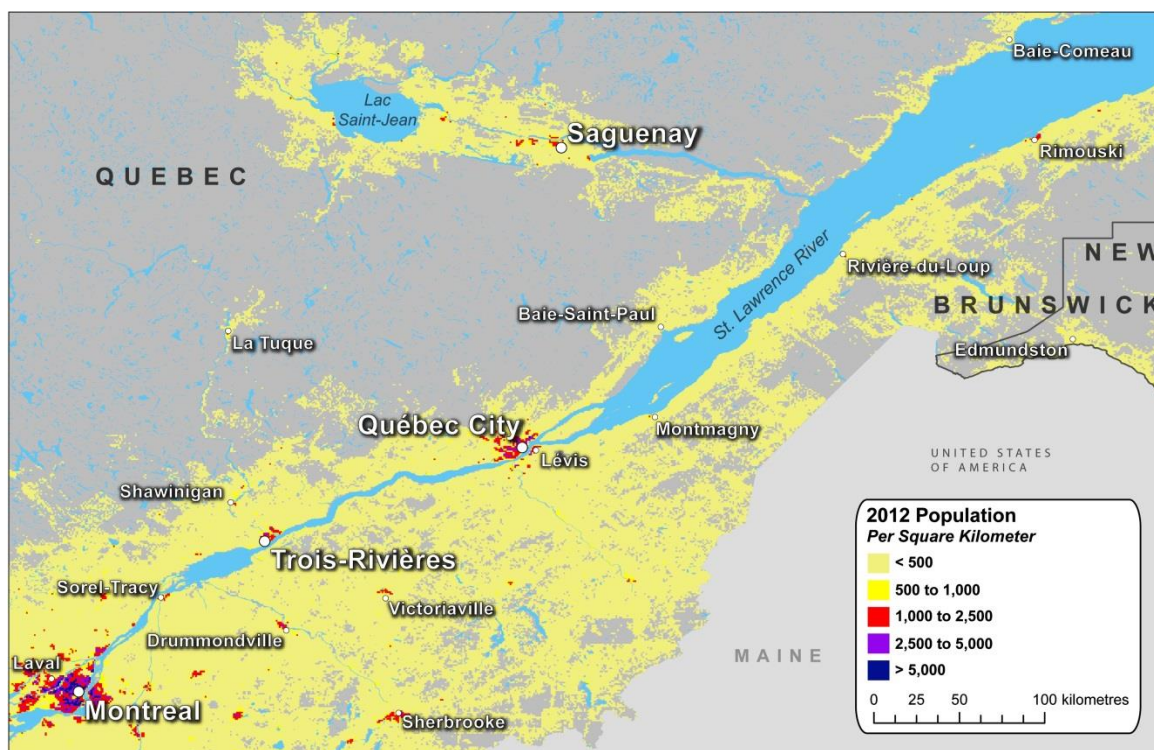 Baie-Comeau
Lac
Saint-Jean
Saguenay
Rimouski
QUEBEC
St. Lawrence River
NEW
Rivière-du-Loup
BRUNSWICK
Baie-Saint-Paul
La Tuque
Edmundston
Québec City
Montmagny
Lévis
UNITED STATES
OF AMERICA
Shawinigan
2012 Population
Per Square Kilometer
< 500
500 to 1,000
1,000 to 2,500
2,500 to 5,000
> 5,000
0 25 50 100 kilometres
Trois-Rivières
Sorel-Tracy
Victoriaville
Drummondville
MAINE
Laval
Montreal
Sherbrooke